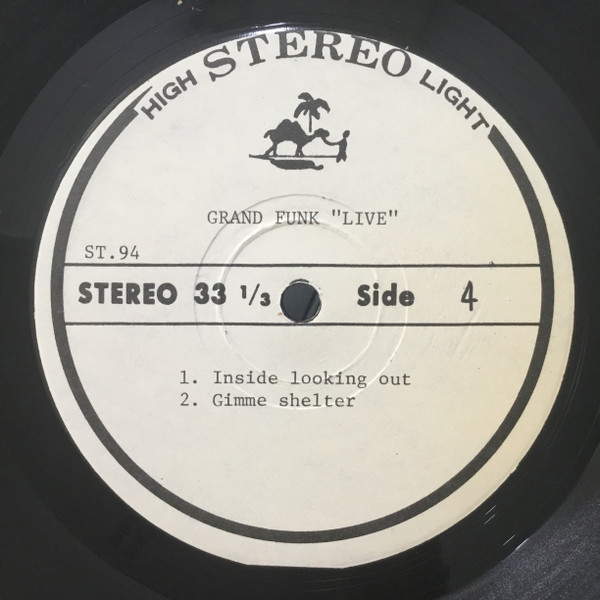 HIGH STEREO LIGHT
GRAND FUNK "LIVE"
ST.94
STEREO 33 1/3 Side 4
1. Inside looking out
2. Gimme shelter